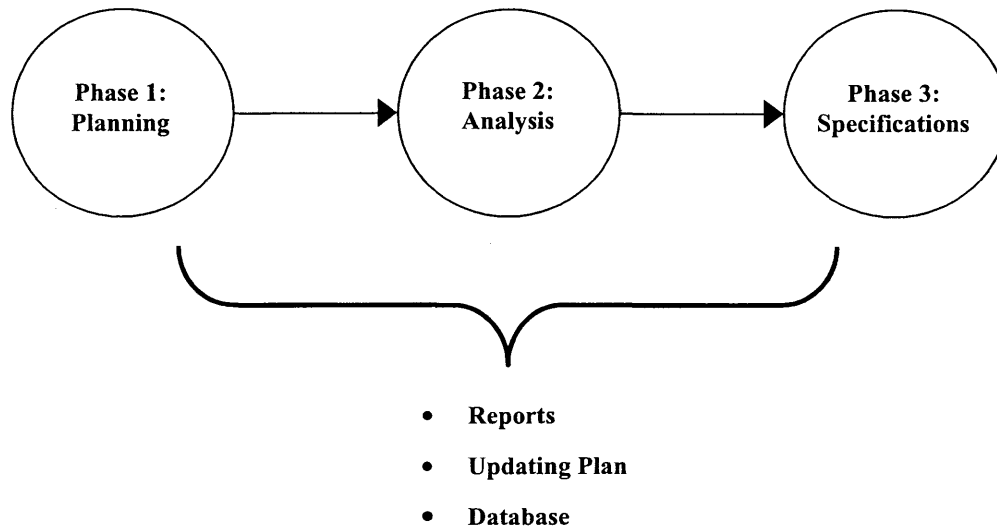 Phase 1:
Planning
Phase 2:
Analysis
Phase 3:
Specifications
• Reports
• Updating Plan
• Database